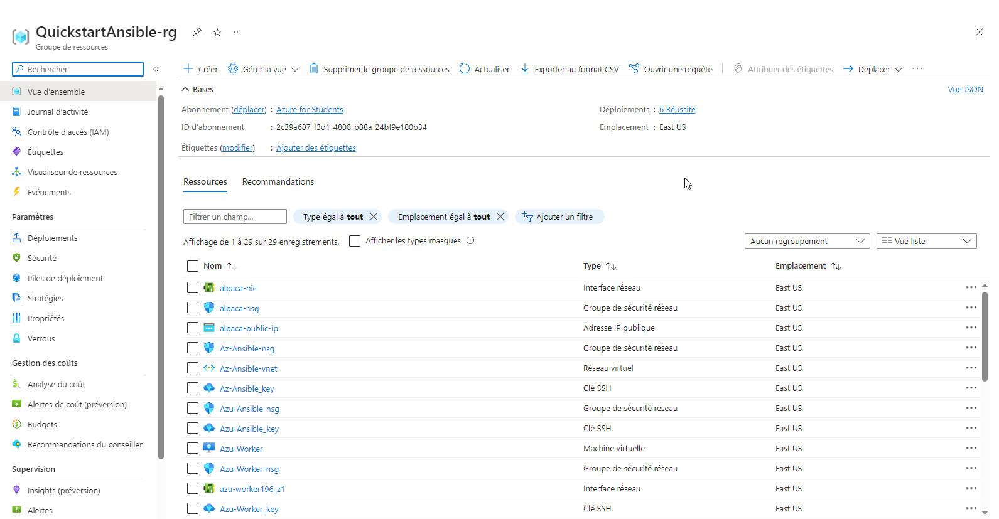 QuickstartAnsible-rg
Groupe de ressources
Rechercher
«
Créer Gérer la vue Supprimer le groupe de ressources Actualiser Exporter au format CSV Ouvrir une requête Attribuer des étiquettes Déplacer ...
Vue d'ensemble
Journal d'activité
Contrôle d'accès (IAM)
Étiquettes
Visualiseur de ressources
Événements
Paramètres
Déploiements
Sécurité
Piles de déploiement
Stratégies
Propriétés
Verrous
Gestion des coûts
Analyse du coût
Alertes de coût (préversion)
Budgets
Recommandations du conseiller
Supervision
Insights (préversion)
Alertes
Bases Vue JSON
Abonnement (déplacer) : Azure for Students Déploiements : 6 Réussite
ID d'abonnement : 2c39a687-f3d1-4800-b88a-24bf9e180b34 Emplacement : East US
Étiquettes (modifier) : Ajouter des étiquettes
Ressources Recommandations
Filtrer un champ... Type égal à tout Emplacement égal à tout Ajouter un filtre
Affichage de 1 à 29 sur 29 enregistrements. Afficher les types masqués Aucun regroupement Vue liste
Nom Type Emplacement
alpaca-nic Interface réseau East US
alpaca-nsg Groupe de sécurité réseau East US
alpaca-public-ip Adresse IP publique East US
Az-Ansible-nsg Groupe de sécurité réseau East US
Az-Ansible-vnet Réseau virtuel East US
Az-Ansible_key Clé SSH East US
Azu-Ansible-nsg Groupe de sécurité réseau East US
Azu-Ansible_key Clé SSH East US
Azu-Worker Machine virtuelle East US
Azu-Worker-nsg Groupe de sécurité réseau East US
azu-worker196_z1 Interface réseau East US
Azu-Worker_key Clé SSH East US